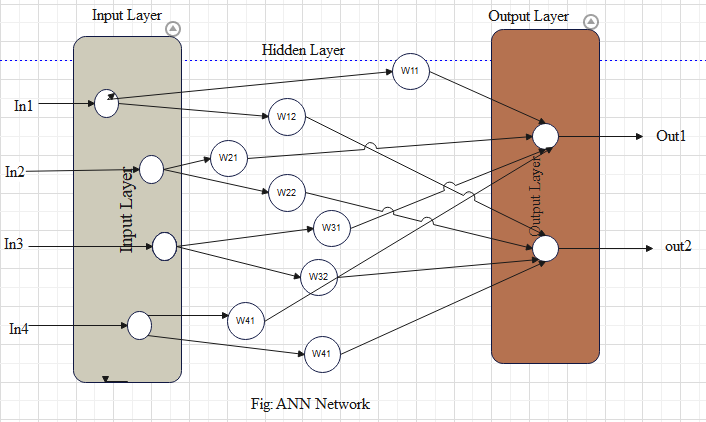 Input Layer
Output Layer
Hidden Layer
W11
In1
W12
Out1
W21
In2
Input Layer
Output Layer
W22
W31
In3
out2
W32
W41
In4
W41
Fig: ANN Network